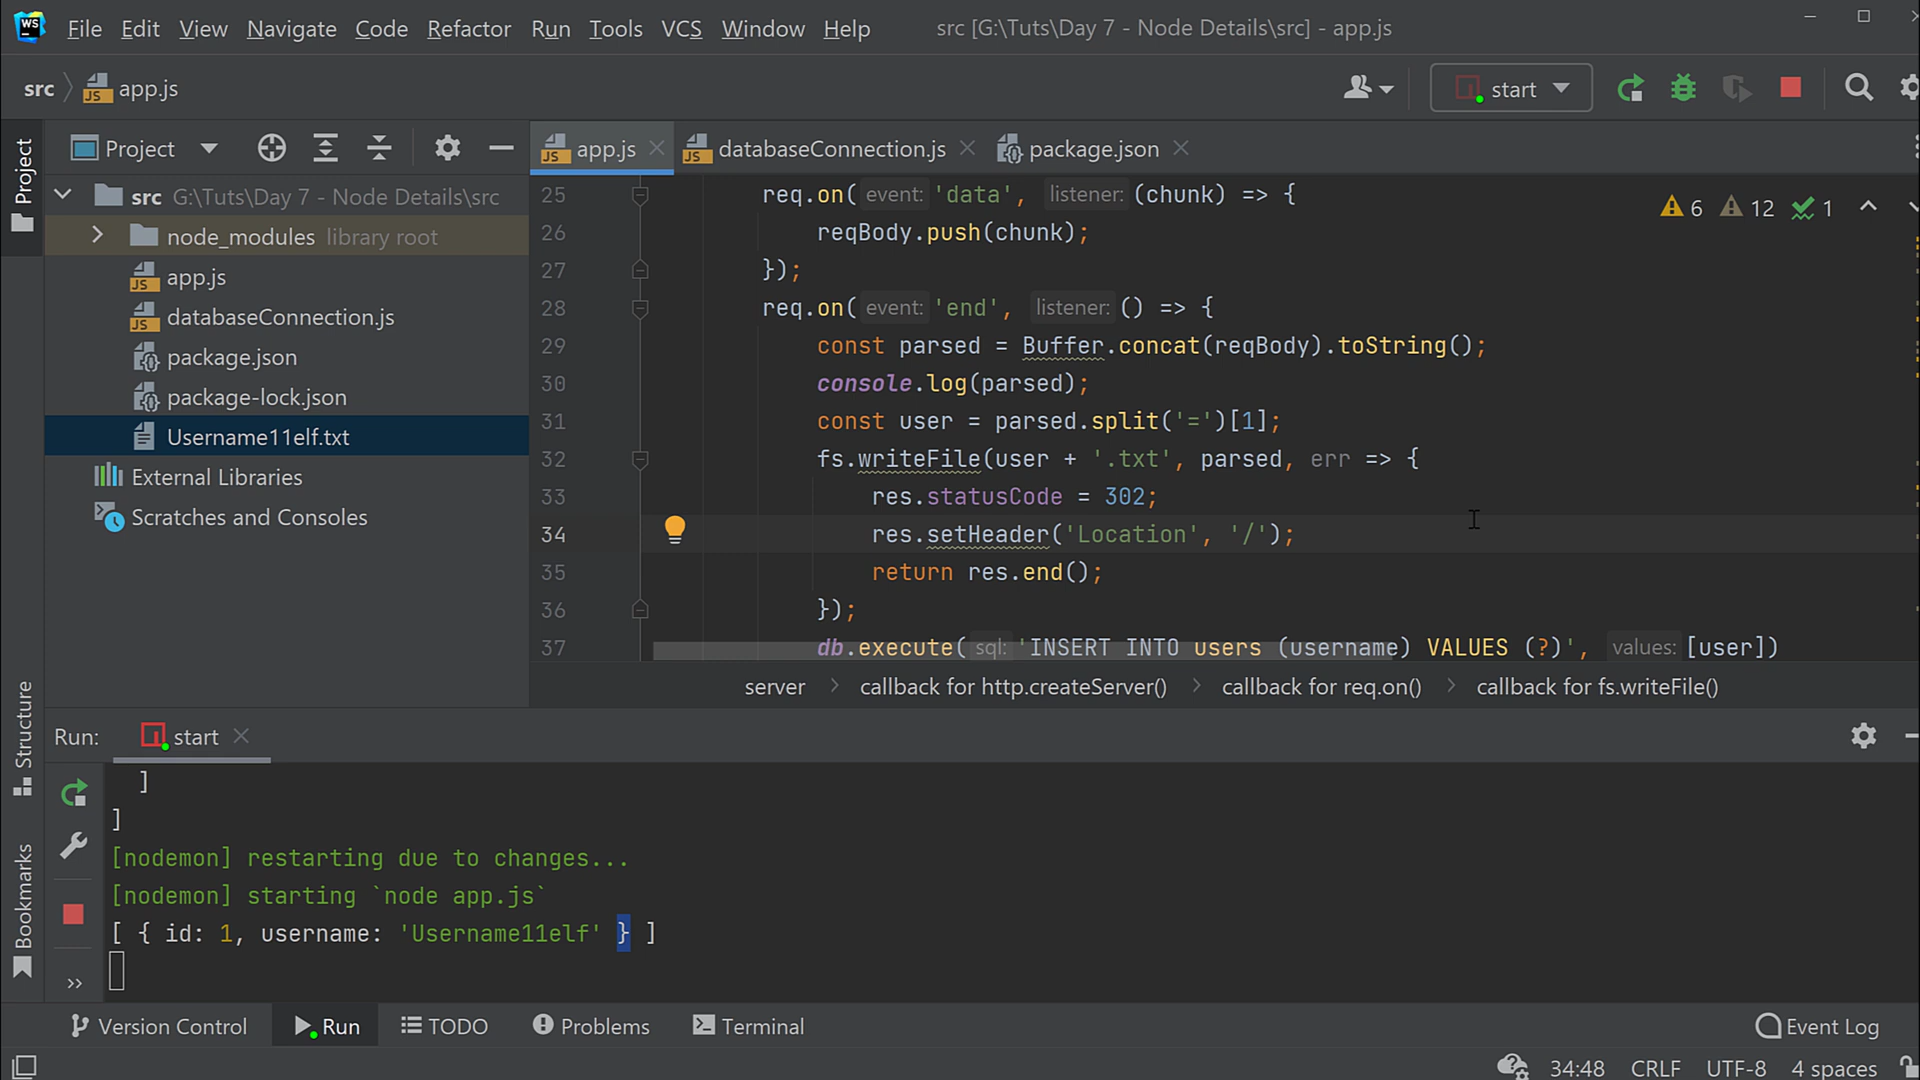 WS File Edit View Navigate Code Refactor Run Tools VCS Window Help src [G:\Tuts\Day 7 - Node Details\src] - app.js
src app.js start
Project app.js databaseConnection.js package.json
Project
src G:\Tuts\Day 7 - Node Details\src
node_modules library root
app.js
databaseConnection.js
package.json
package-lock.json
Username11elf.txt
External Libraries
Scratches and Consoles
6 12 1
25 req.on( event: 'data', listener: (chunk) => {
26 reqBody.push(chunk);
27 });
28 req.on( event: 'end', listener: () => {
29 const parsed = Buffer.concat(reqBody).toString();
30 console.log(parsed);
31 const user = parsed.split('=')[1];
32 fs.writeFile(user + '.txt', parsed, err => {
33 res.statusCode = 302;
34 res.setHeader('Location', '/');
35 return res.end();
36 });
37 db.execute( sql: 'INSERT INTO users (username) VALUES (?)', values: [user])
server callback for http.createServer() callback for req.on() callback for fs.writeFile()
Structure
Bookmarks
Run: start
]
]
[nodemon] restarting due to changes...
[nodemon] starting `node app.js`
[ { id: 1, username: 'Username11elf' } ]
Version Control Run TODO Problems Terminal Event Log
34:48 CRLF UTF-8 4 spaces